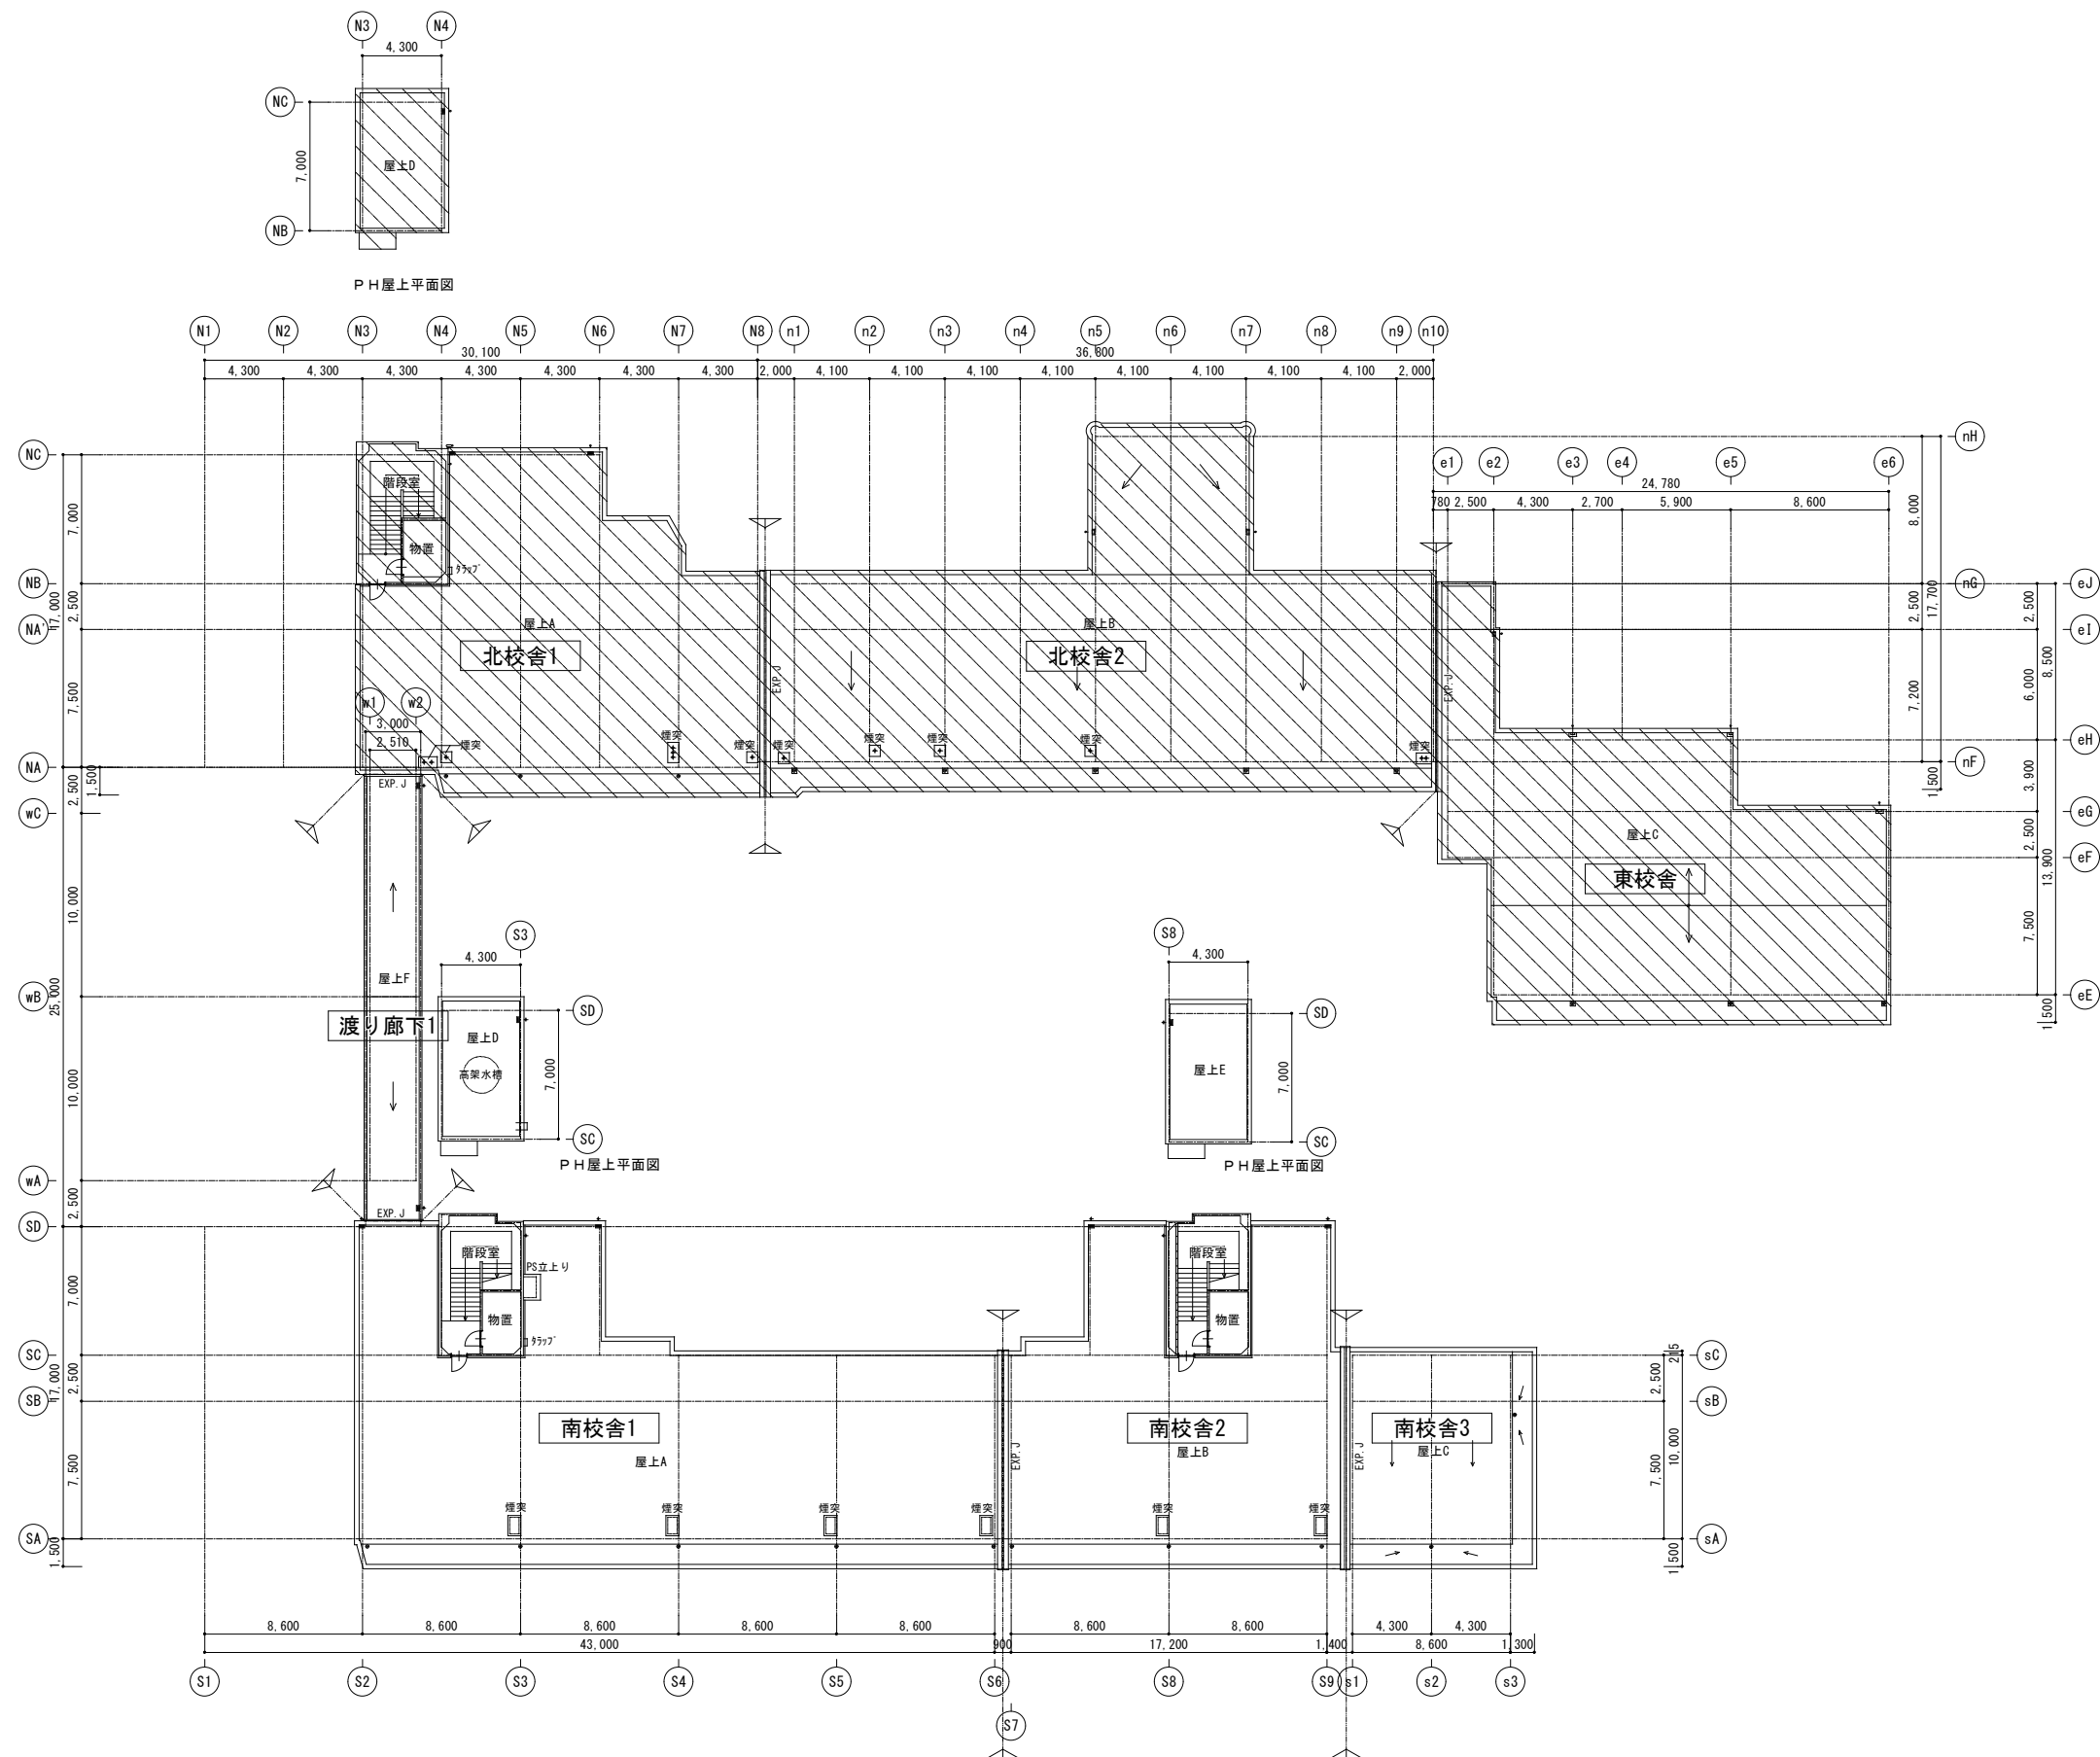 N3 N4
4,300
NC
7,000
屋上D
NB
ＰＨ屋上平面図
N1 N2 N3 N4 N5 N6 N7 N8 n1 n2 n3 n4 n5 n6 n7 n8 n9 n10
30,100 36,800
4,300 4,300 4,300 4,300 4,300 4,300 4,300 2,000 4,100 4,100 4,100 4,100 4,100 4,100 4,100 4,100 2,000
nH
NC
e1 e2 e3 e4 e5 e6
24,780
780 2,500 4,300 2,700 5,900 8,600
8,000
階段室
7,000
物置
ﾀﾗｯﾌﾟ
NB
nG
eJ
17,000
2,500
2,500
17,700
2,500
NA'
屋上A
屋上B
eI
北校舎1
北校舎2
EXP.J
EXP.J
8,500
6,000
7,200
7,500
w1 w2
3,000
2,510
煙突
煙突
煙突
煙突
煙突
煙突
煙突
煙突
eH
NA
nF
EXP.J
2,500
1,500
1,500
3,900
wC
eG
屋上C
2,500
eF
東校舎
13,900
10,000
7,500
屋上F
S3
4,300
S8
4,300
wB
25,000
eE
1,500
渡り廊下1
SD
屋上D
高架水槽
7,000
SC
ＰＨ屋上平面図
SD
屋上E
7,000
SC
ＰＨ屋上平面図
10,000
wA
2,500
EXP.J
SD
階段室
PS立上り
物置
ﾀﾗｯﾌﾟ
階段室
物置
7,000
SC
sC
215
17,000
2,500
2,500
SB
sB
南校舎1
南校舎2
南校舎3
屋上A
屋上B
屋上C
EXP.J
EXP.J
7,500
7,500
10,000
煙突 煙突 煙突 煙突 煙突 煙突
SA
sA
1,500
1,500
8,600 8,600 8,600 8,600 8,600 8,600 8,600 4,300 4,300
43,000 900 17,200 1,400 8,600 1,300
S1 S2 S3 S4 S5 S6 S8 S9 s1 s2 s3
S7